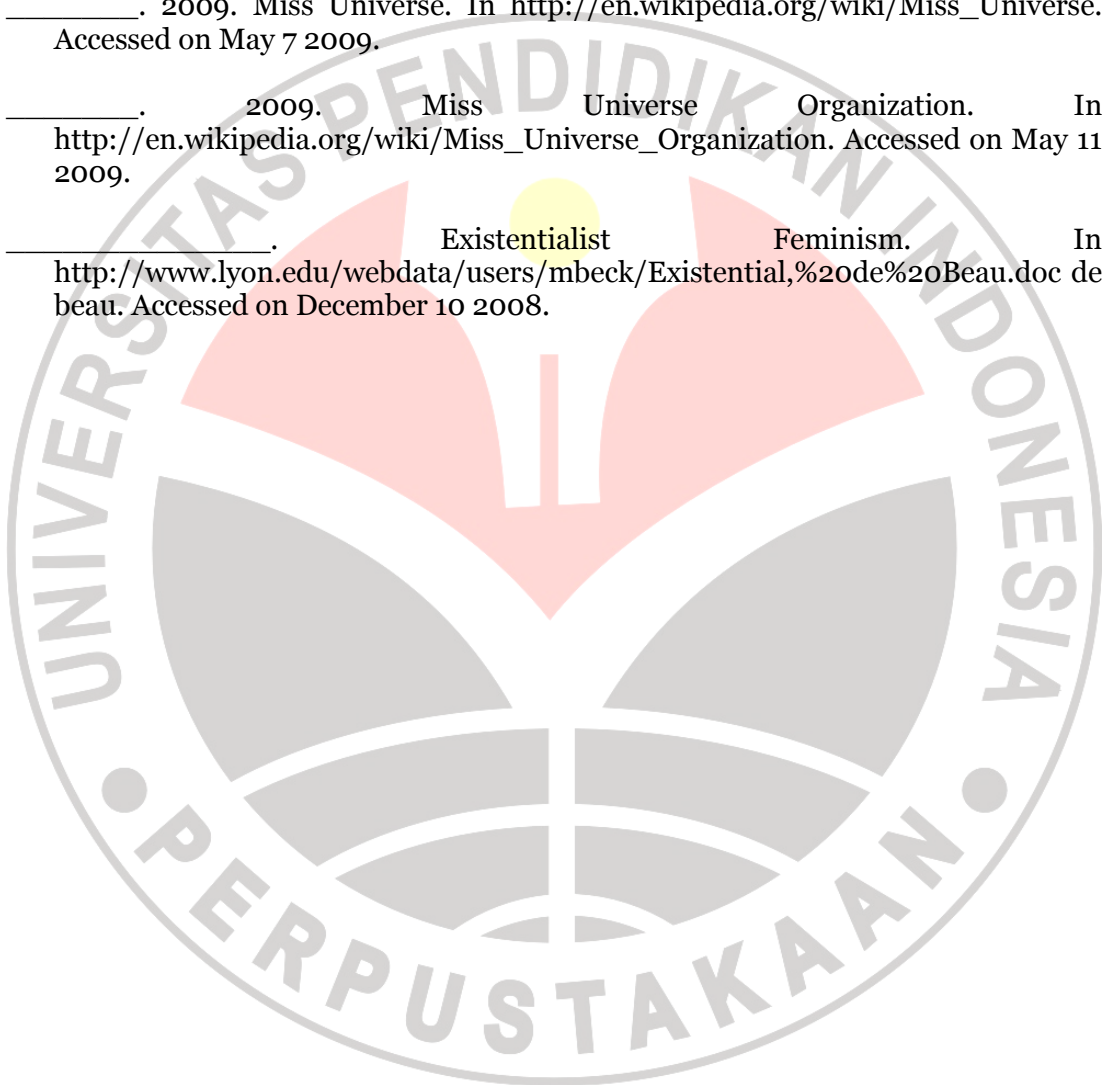 _______. 2009. Miss Universe. In http://en.wikipedia.org/wiki/Miss_Universe.
Accessed on May 7 2009.
_______. 2009. Miss Universe Organization. In
http://en.wikipedia.org/wiki/Miss_Universe_Organization. Accessed on May 11
2009.
______________. Existentialist Feminism. In
http://www.lyon.edu/webdata/users/mbeck/Existential,%20de%20Beau.doc de
beau. Accessed on December 10 2008.
UNIVERSITAS PENDIDIKAN INDONESIA
PERPUSTAKAAN